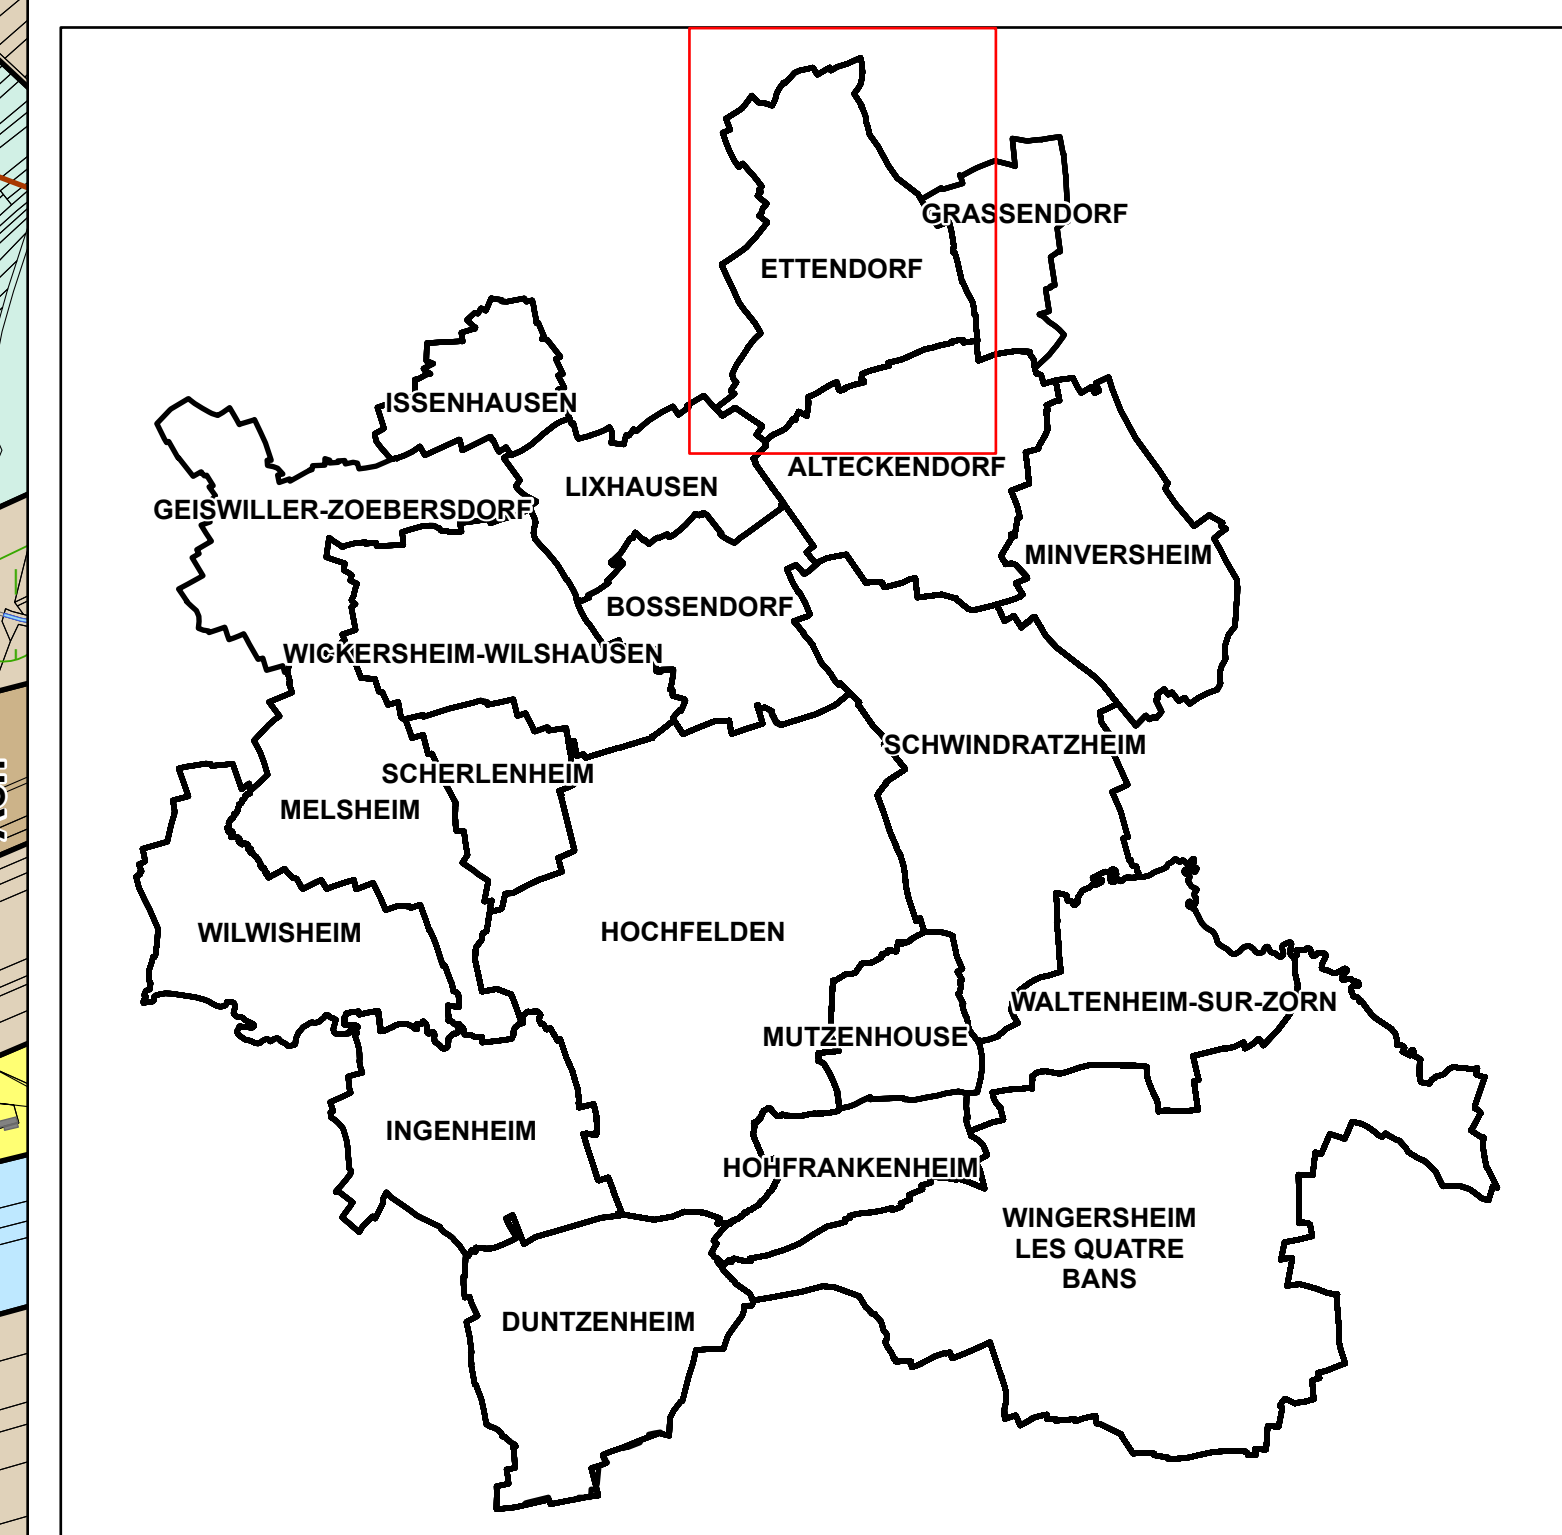 GRASSENDORF
ETTENDORF
ISSENHAUSEN
ALTECKENDORF
LIXHAUSEN
GEISWILLER-ZOEBERSDORF
MINVERSHEIM
BOSSENDORF
WICKERSHEIM-WILSHAUSEN
SCHWINDRATZHEIM
SCHERLENHEIM
MELSHEIM
WILWISHEIM
HOCHFELDEN
WALTENHEIM-SUR-ZORN
MUTZENHOUSE
INGENHEIM
HOHFRANKENHEIM
WINGERSHEIM
LES QUATRE
BANS
DUNTZENHEIM